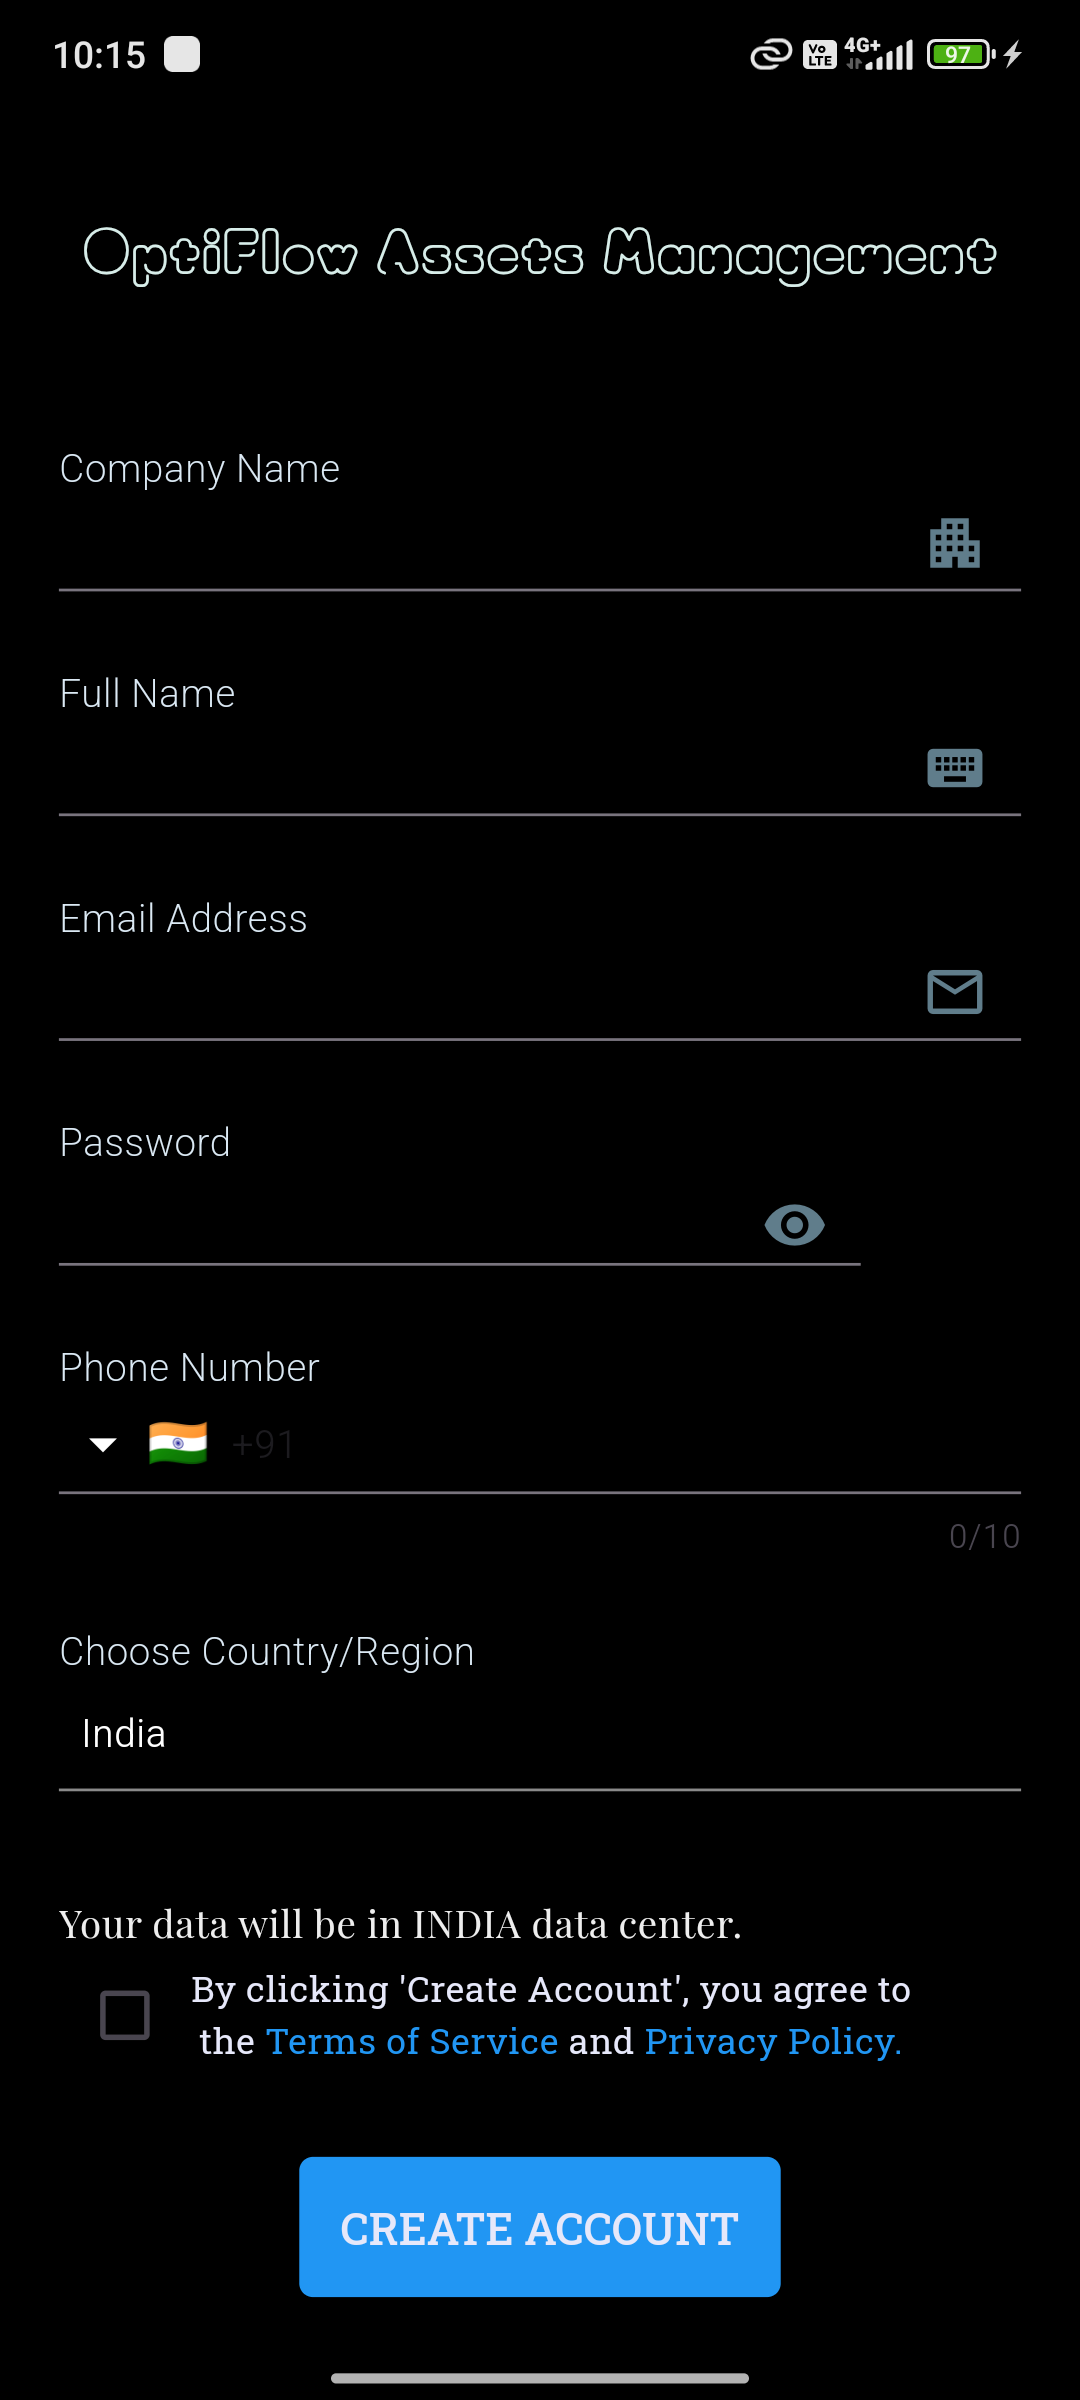 10:15
Vo
LTE
4G+
97
OptiFlow Assets Management
Company Name
Full Name
Email Address
Password
Phone Number
+91
0/10
Choose Country/Region
India
Your data will be in INDIA data center.
By clicking 'Create Account', you agree to
the Terms of Service and Privacy Policy.
CREATE ACCOUNT